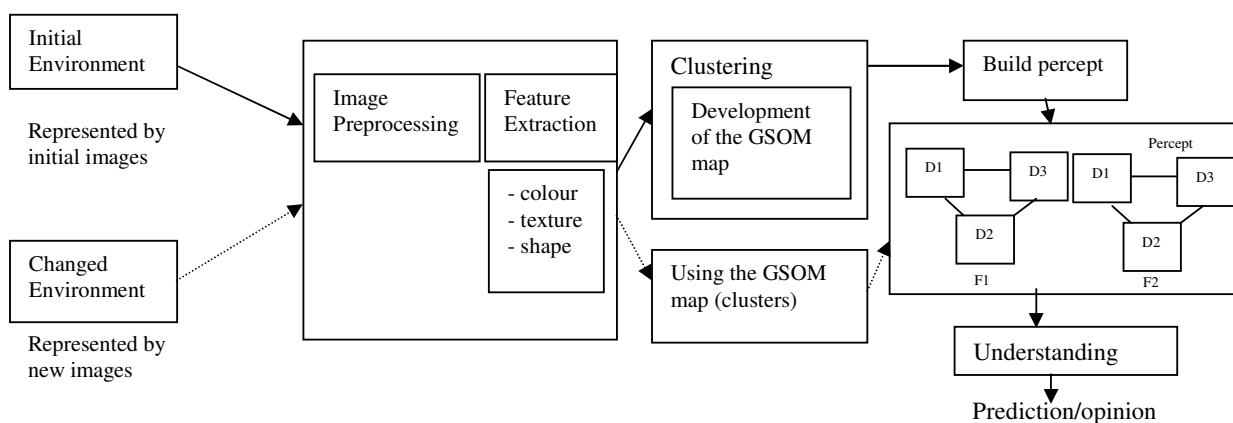 Initial
Environment
Represented by
initial images
Changed
Environment
Represented by
new images
Image
Preprocessing
Feature
Extraction
- colour
- texture
- shape
Clustering
Development
of the GSOM
map
Using the GSOM
map (clusters)
Build percept
Percept
D1
D3
D2
F1
D1
D3
D2
F2
Understanding
Prediction/opinion